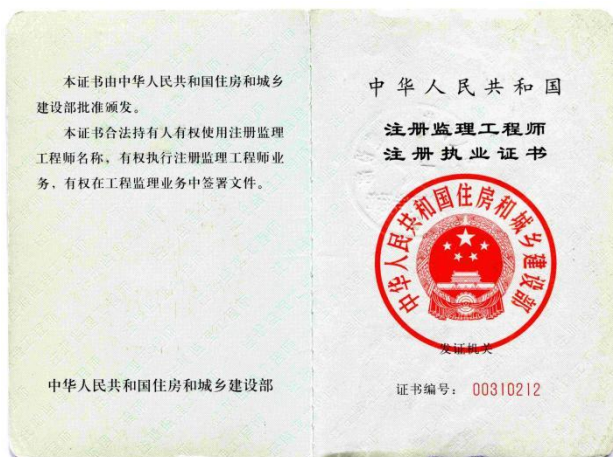 本证书由中华人民共和国住房和城乡
建设部批准颁发。
本证书合法持有人有权使用注册监理
工程师名称，有权执行注册监理工程师业
务，有权在工程监理业务中签署文件。
中华人民共和国住房和城乡建设部
中华人民共和国
注册监理工程师
注册执业证书
中华人民共和国住房和城乡建设部
发证机关
证书编号： 00310212